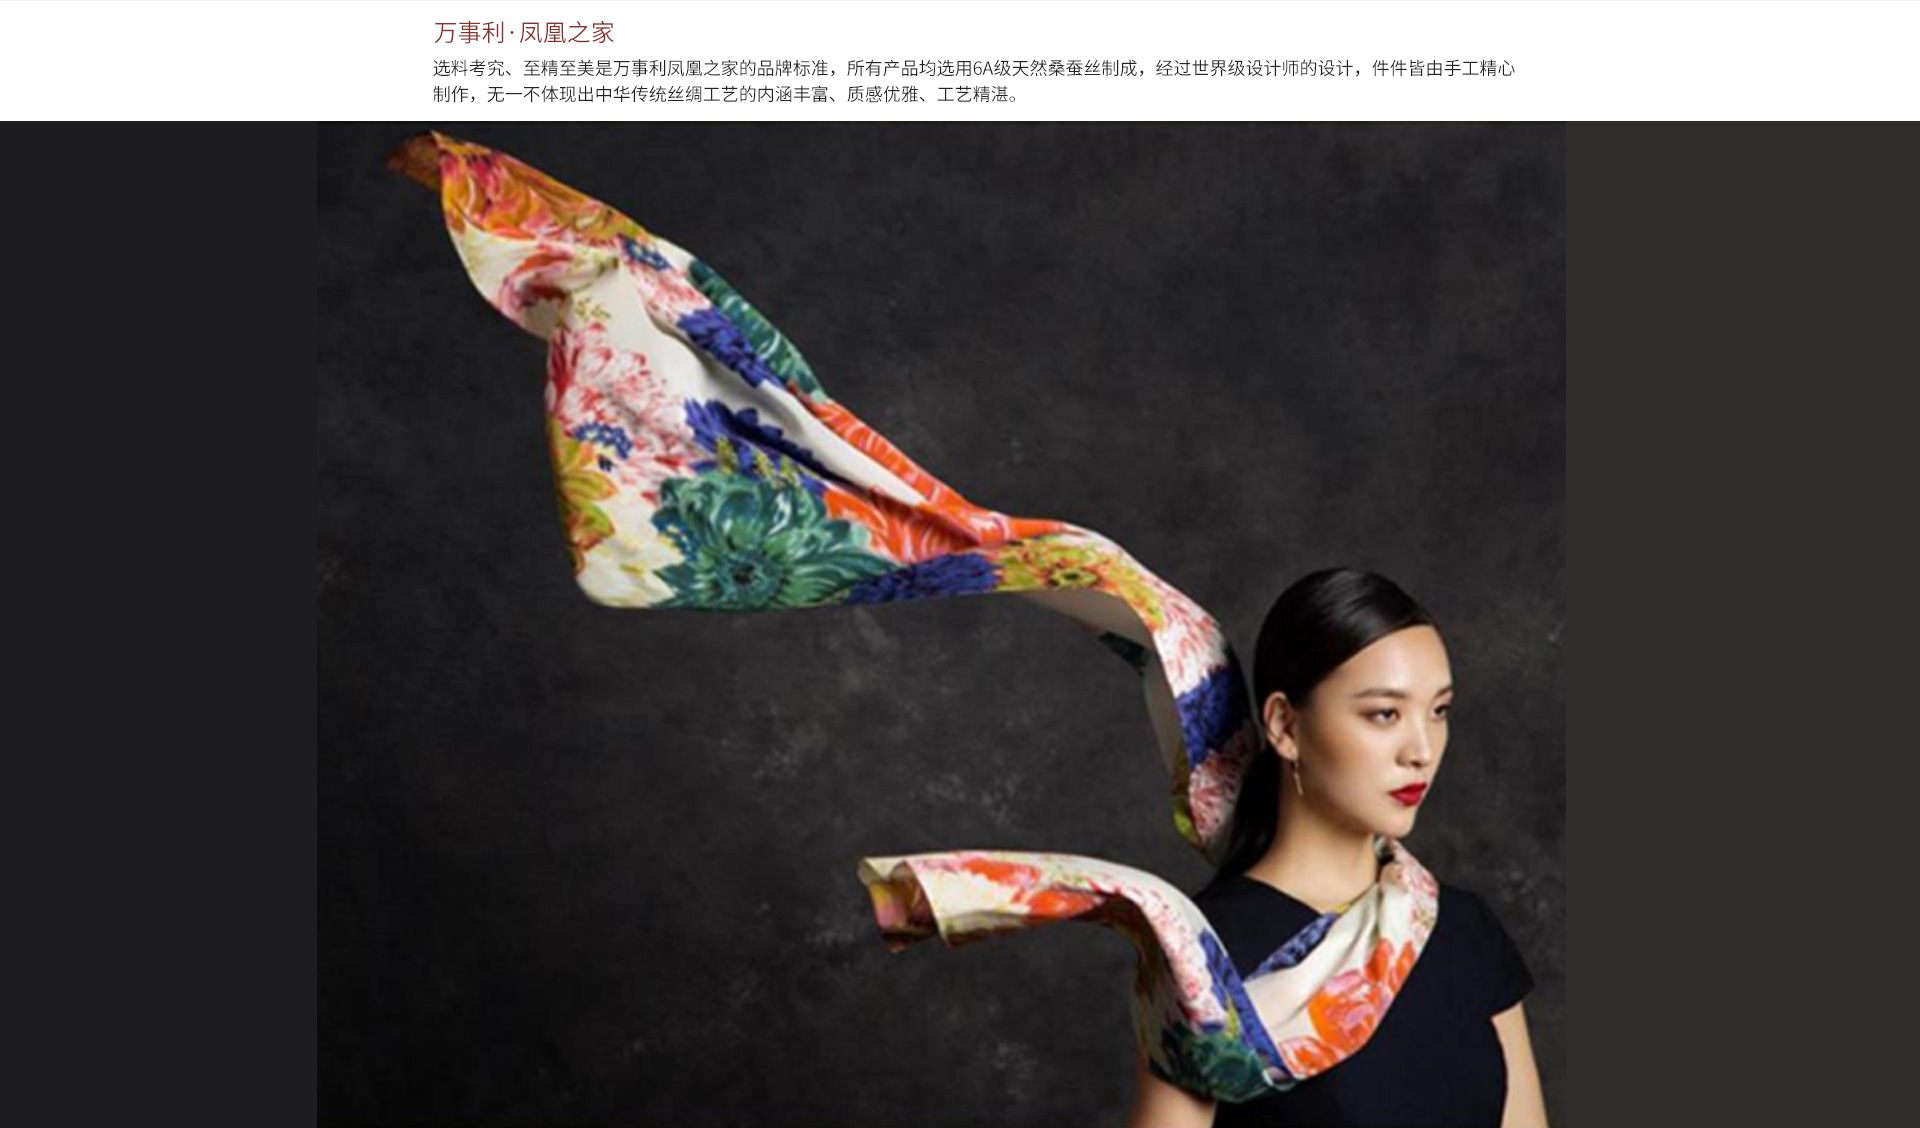 万事利·凤凰之家
选料考究、至精至美是万事利凤凰之家的品牌标准，所有产品均选用6A级天然桑蚕丝制成，经过世界级设计师的设计，件件皆由手工精心
制作，无一不体现出中华传统丝绸工艺的内涵丰富、质感优雅、工艺精湛。